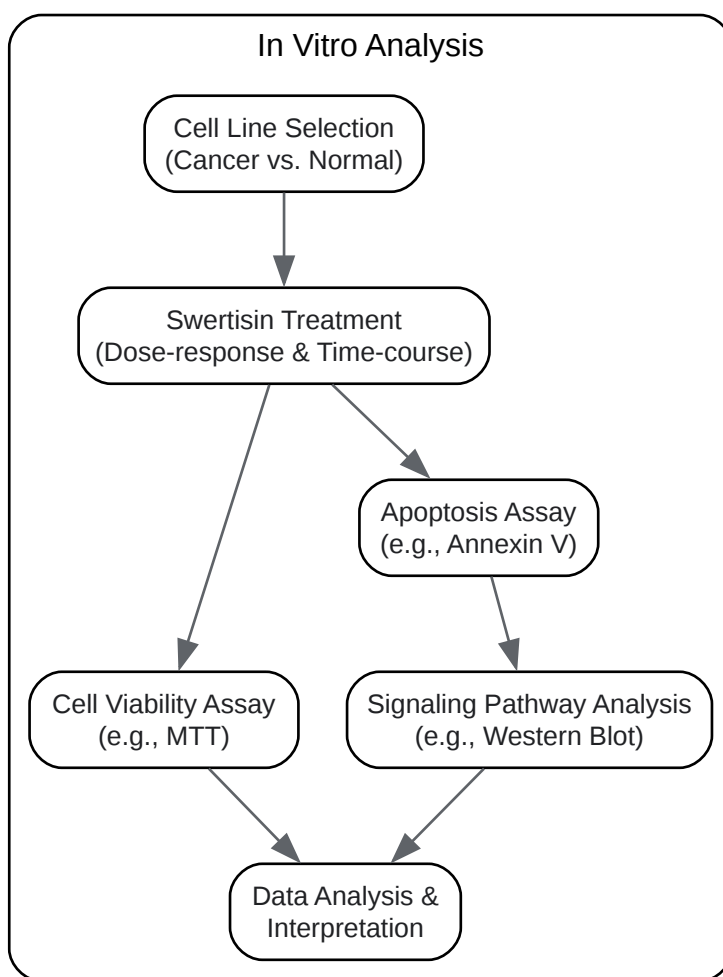 In Vitro Analysis
Cell Line Selection
(Cancer vs. Normal)
Swertisin Treatment
(Dose-response & Time-course)
Apoptosis Assay
(e.g., Annexin V)
Cell Viability Assay
(e.g., MTT)
Signaling Pathway Analysis
(e.g., Western Blot)
Data Analysis &
Interpretation